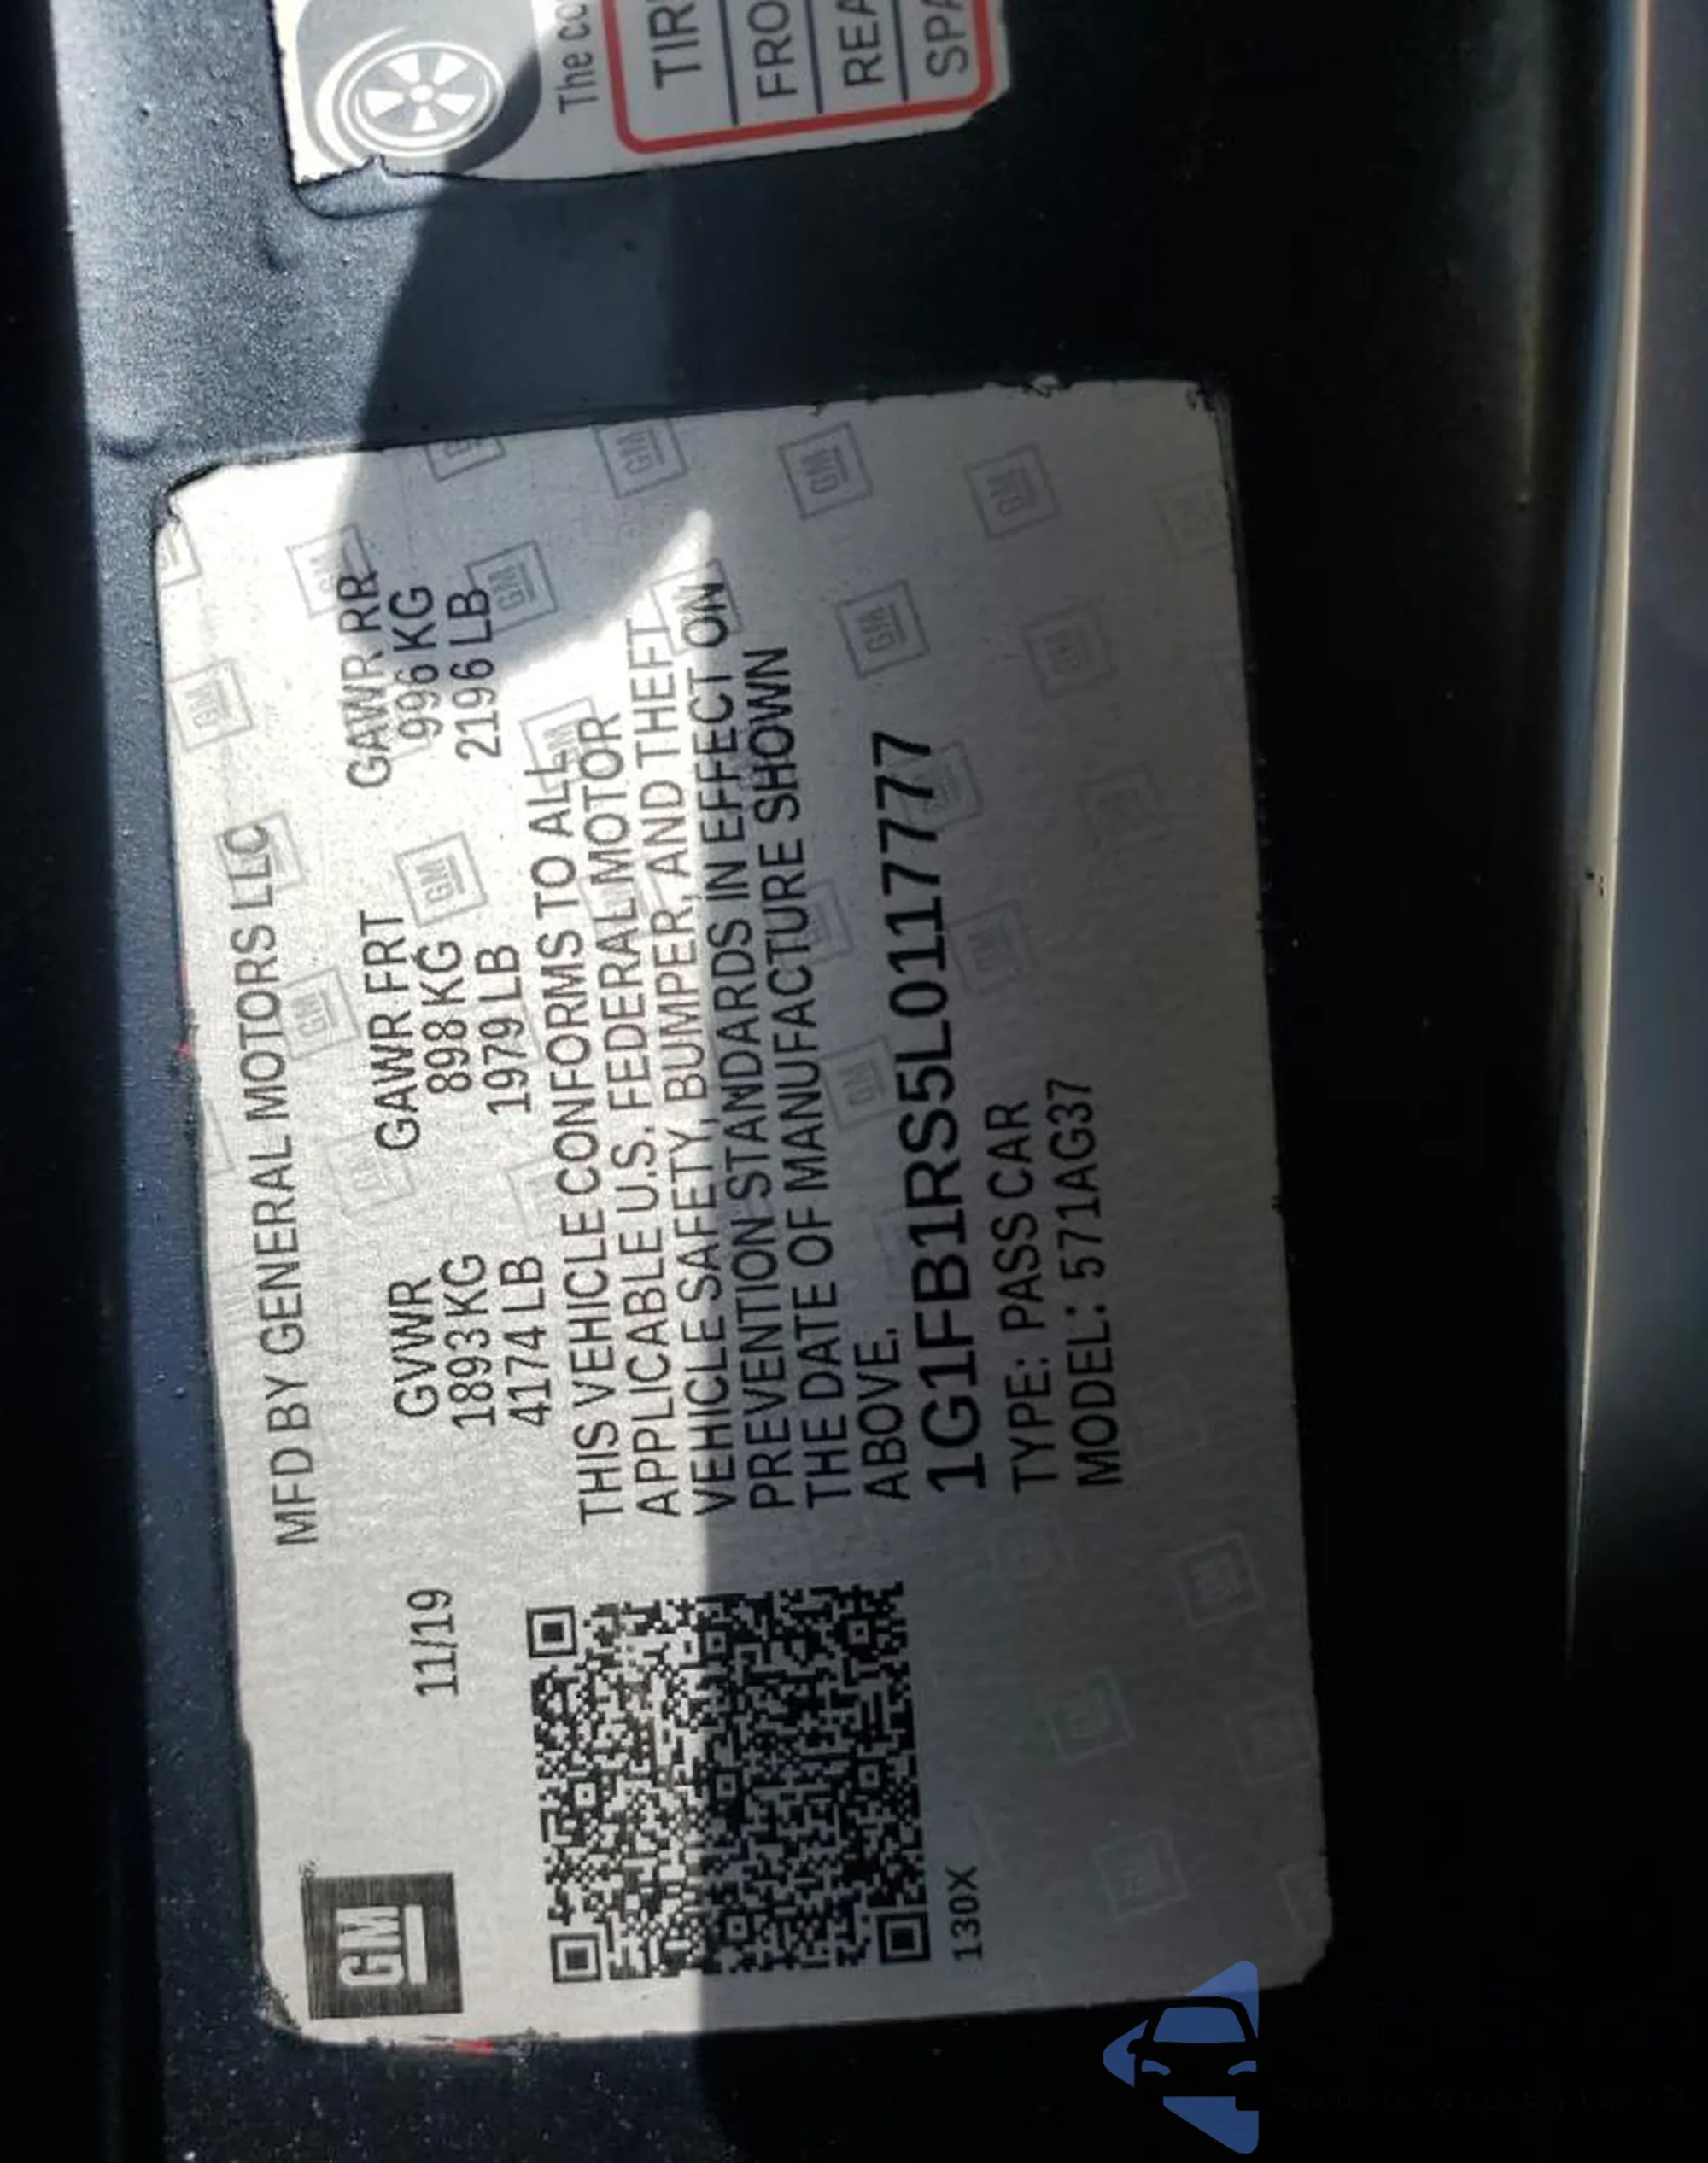 The co
TIR
FRO
REA
SPA
MFD BY GENERAL MOTORS LLC
11/19
GVWR GAWR FRT GAWR RR
1893 KG 898 KG 996 KG
4174 LB 1979 LB 2196 LB
THIS VEHICLE CONFORMS TO ALL
APPLICABLE U.S. FEDERAL MOTOR
VEHICLE SAFETY, BUMPER, AND THEFT
PREVENTION STANDARDS IN EFFECT ON
THE DATE OF MANUFACTURE SHOWN
ABOVE.
1G1FB1RS5L0117777
TYPE: PASS CAR
MODEL: 571AG37
GM
130X